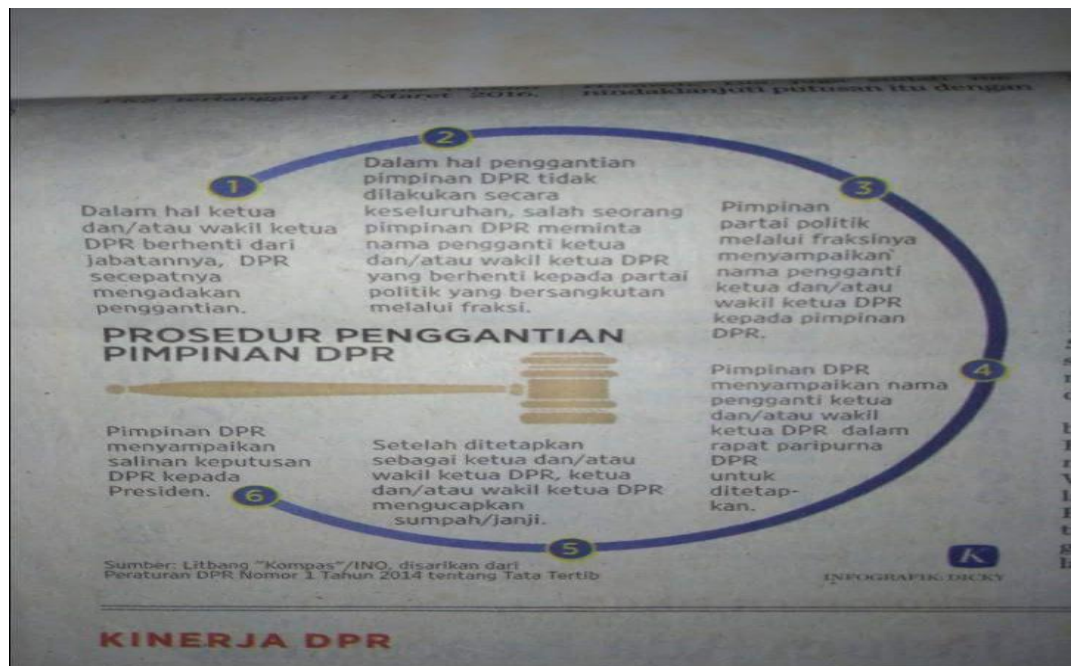 tertanggal 11 Maret 2016.
nindaklanjuti putusan itu dengan
1
Dalam hal ketua
dan/atau wakil ketua
DPR berhenti dari
jabatannya, DPR
secepatnya
mengadakan
penggantian.
2
Dalam hal penggantian
pimpinan DPR tidak
dilakukan secara
keseluruhan, salah seorang
pimpinan DPR meminta
nama pengganti ketua
dan/atau wakil ketua DPR
yang berhenti kepada partai
politik yang bersangkutan
melalui fraksi.
3
Pimpinan
partai politik
melalui fraksinya
menyampaikan
nama pengganti
ketua dan/atau
wakil ketua DPR
kepada pimpinan
DPR.
PROSEDUR PENGGANTIAN
PIMPINAN DPR
4
Pimpinan DPR
menyampaikan nama
pengganti ketua
dan/atau wakil
ketua DPR dalam
rapat paripurna
DPR
untuk
ditetap-
kan.
5
Setelah ditetapkan
sebagai ketua dan/atau
wakil ketua DPR, ketua
dan/atau wakil ketua DPR
mengucapkan
sumpah/janji.
6
Pimpinan DPR
menyampaikan
salinan keputusan
DPR kepada
Presiden.
Sumber: Litbang "Kompas"/INO, disarikan dari
Peraturan DPR Nomor 1 Tahun 2014 tentang Tata Tertib
K
INFOGRAFIK: DICKY
KINERJA DPR